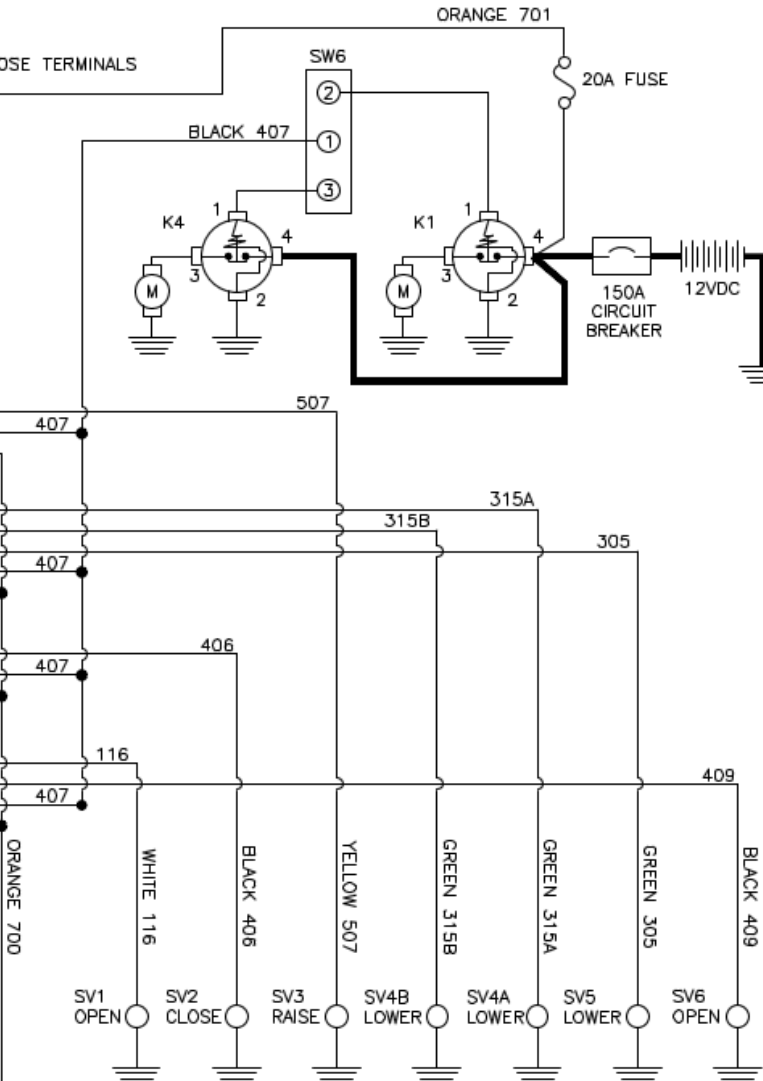 ORANGE 701
OSE TERMINALS
SW6
20A FUSE
2
BLACK 407
1
3
K4
1
4
3
2
M
K1
1
4
3
2
M
150A
CIRCUIT
BREAKER
12VDC
507
407
315A
315B
305
407
406
407
116
409
407
ORANGE 700
WHITE 116
BLACK 406
YELLOW 507
GREEN 315B
GREEN 315A
GREEN 305
BLACK 409
SV1
OPEN
SV2
CLOSE
SV3
RAISE
SV4B
LOWER
SV4A
LOWER
SV5
LOWER
SV6
OPEN